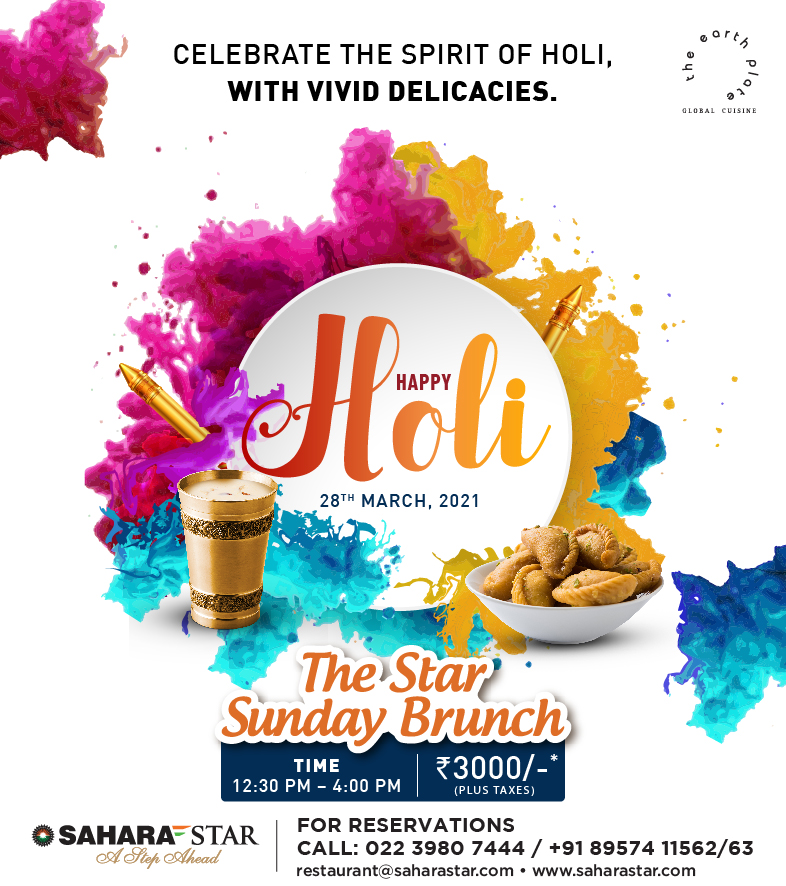 CELEBRATE THE SPIRIT OF HOLI,
WITH VIVID DELICACIES.
the earth plate
GLOBAL CUISINE
HAPPY
Holi
28TH MARCH, 2021
The Star
Sunday Brunch
TIME
12:30 PM – 4:00 PM
₹3000/-*
(PLUS TAXES)
SAHARA STAR
A Step Ahead
FOR RESERVATIONS
CALL: 022 3980 7444 / +91 89574 11562/63
restaurant@saharastar.com • www.saharastar.com